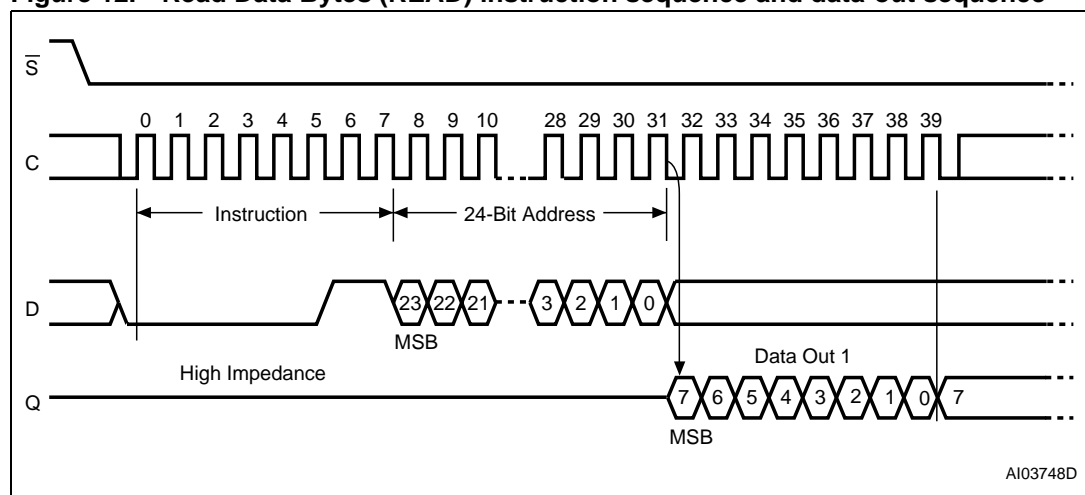 Figure 12. Read Data Bytes (READ) instruction sequence and data-out sequence
S
0 1 2 3 4 5 6 7 8 9 10 28 29 30 31 32 33 34 35 36 37 38 39
C
Instruction 24-Bit Address
D 23 22 21 3 2 1 0
MSB
High Impedance Data Out 1
Q 7 6 5 4 3 2 1 0 7
MSB
AI03748D